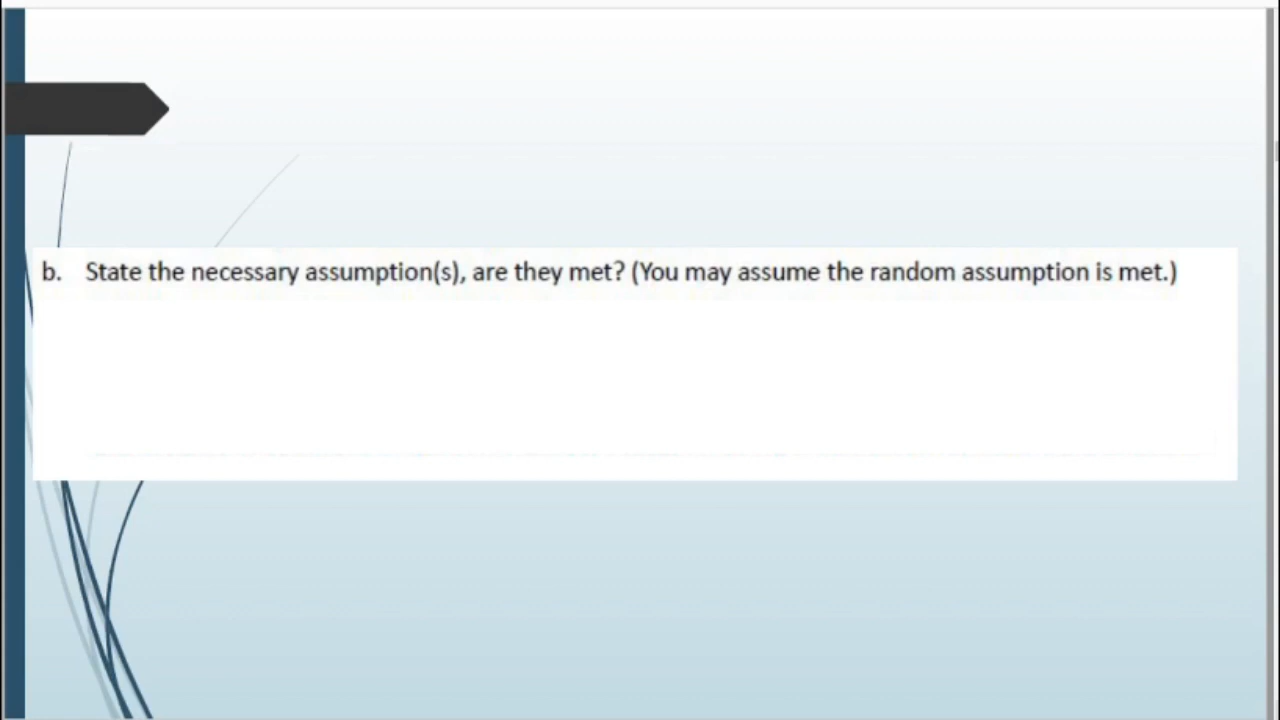 b. State the necessary assumption(s), are they met? (You may assume the random assumption is met.)